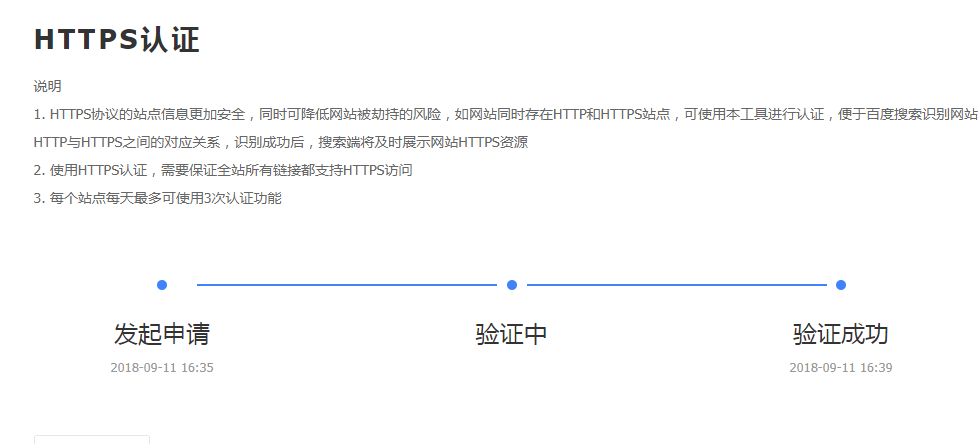 HTTPS认证
说明
1. HTTPS协议的站点信息更加安全，同时可降低网站被劫持的风险，如网站同时存在HTTP和HTTPS站点，可使用本工具进行认证，便于百度搜索识别网站
HTTP与HTTPS之间的对应关系，识别成功后，搜索端将及时展示网站HTTPS资源
2. 使用HTTPS认证，需要保证全站所有链接都支持HTTPS访问
3. 每个站点每天最多可使用3次认证功能
发起申请 验证中 验证成功
2018-09-11 16:35 2018-09-11 16:39